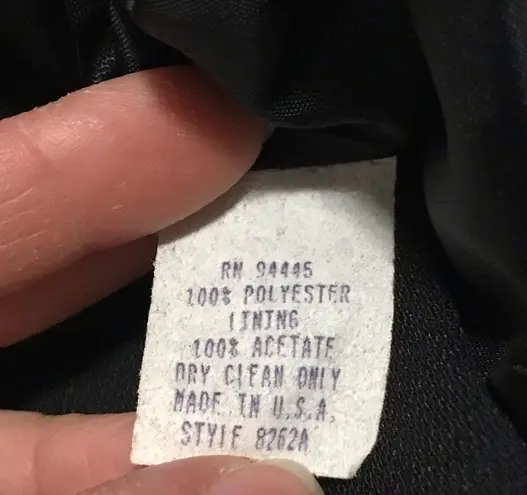 RN 94445
100% POLYESTER
LINING
100% ACETATE
DRY CLEAN ONLY
MADE IN U.S.A.
STYLE 8262A